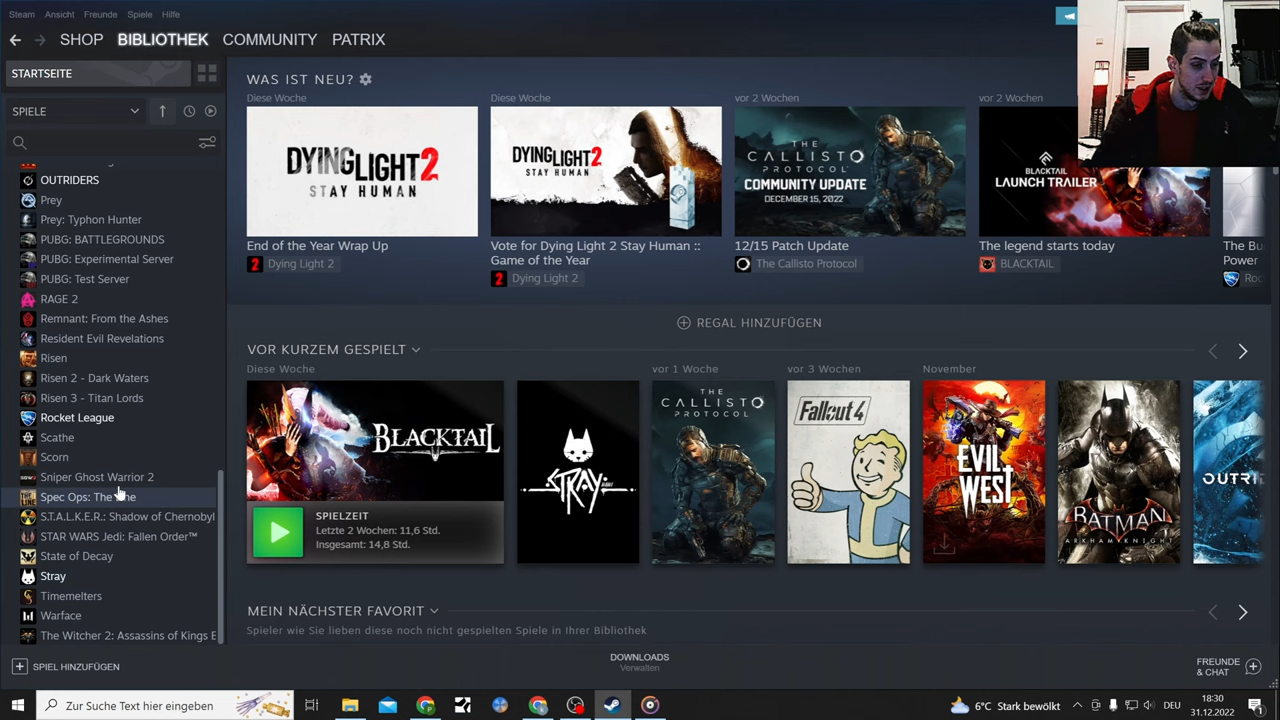 Steam Ansicht Freunde Spiele Hilfe
SHOP BIBLIOTHEK COMMUNITY PATRIX
STARTSEITE
SPIELE
OUTRIDERS
Prey
Prey: Typhon Hunter
PUBG: BATTLEGROUNDS
PUBG: Experimental Server
PUBG: Test Server
RAGE 2
Remnant: From the Ashes
Resident Evil Revelations
Risen
Risen 2 - Dark Waters
Risen 3 - Titan Lords
Rocket League
Scathe
Scorn
Sniper Ghost Warrior 2
Spec Ops: The Line
S.T.A.L.K.E.R.: Shadow of Chernobyl
STAR WARS Jedi: Fallen Order™
State of Decay
Stray
Timemelters
Warface
The Witcher 2: Assassins of Kings E
SPIEL HINZUFÜGEN
WAS IST NEU?
Diese Woche
DYING LIGHT 2
STAY HUMAN
End of the Year Wrap Up
Dying Light 2
Diese Woche
DYING LIGHT 2
STAY HUMAN
Vote for Dying Light 2 Stay Human ::
Game of the Year
Dying Light 2
vor 2 Wochen
THE
CALLISTO
PROTOCOL
COMMUNITY UPDATE
DECEMBER 15, 2022
12/15 Patch Update
The Callisto Protocol
vor 2 Wochen
BLACKTAIL
LAUNCH TRAILER
The legend starts today
BLACKTAIL
The Bu
Power
Roc
REGAL HINZUFÜGEN
VOR KURZEM GESPIELT
Diese Woche
BLACKTAIL
SPIELZEIT
Letzte 2 Wochen: 11,6 Std.
Insgesamt: 14,8 Std.
STRAY
vor 1 Woche
THE
CALLISTO
PROTOCOL
vor 3 Wochen
Fallout 4
November
EVIL
WEST
BATMAN
ARKHAM KNIGHT
OUTRI
MEIN NÄCHSTER FAVORIT
Spieler wie Sie lieben diese noch nicht gespielten Spiele in Ihrer Bibliothek
DOWNLOADS
Verwalten
FREUNDE
& CHAT
Zur Suche Text hier eingeben
6°C Stark bewölkt
DEU
18:30
31.12.2022
1